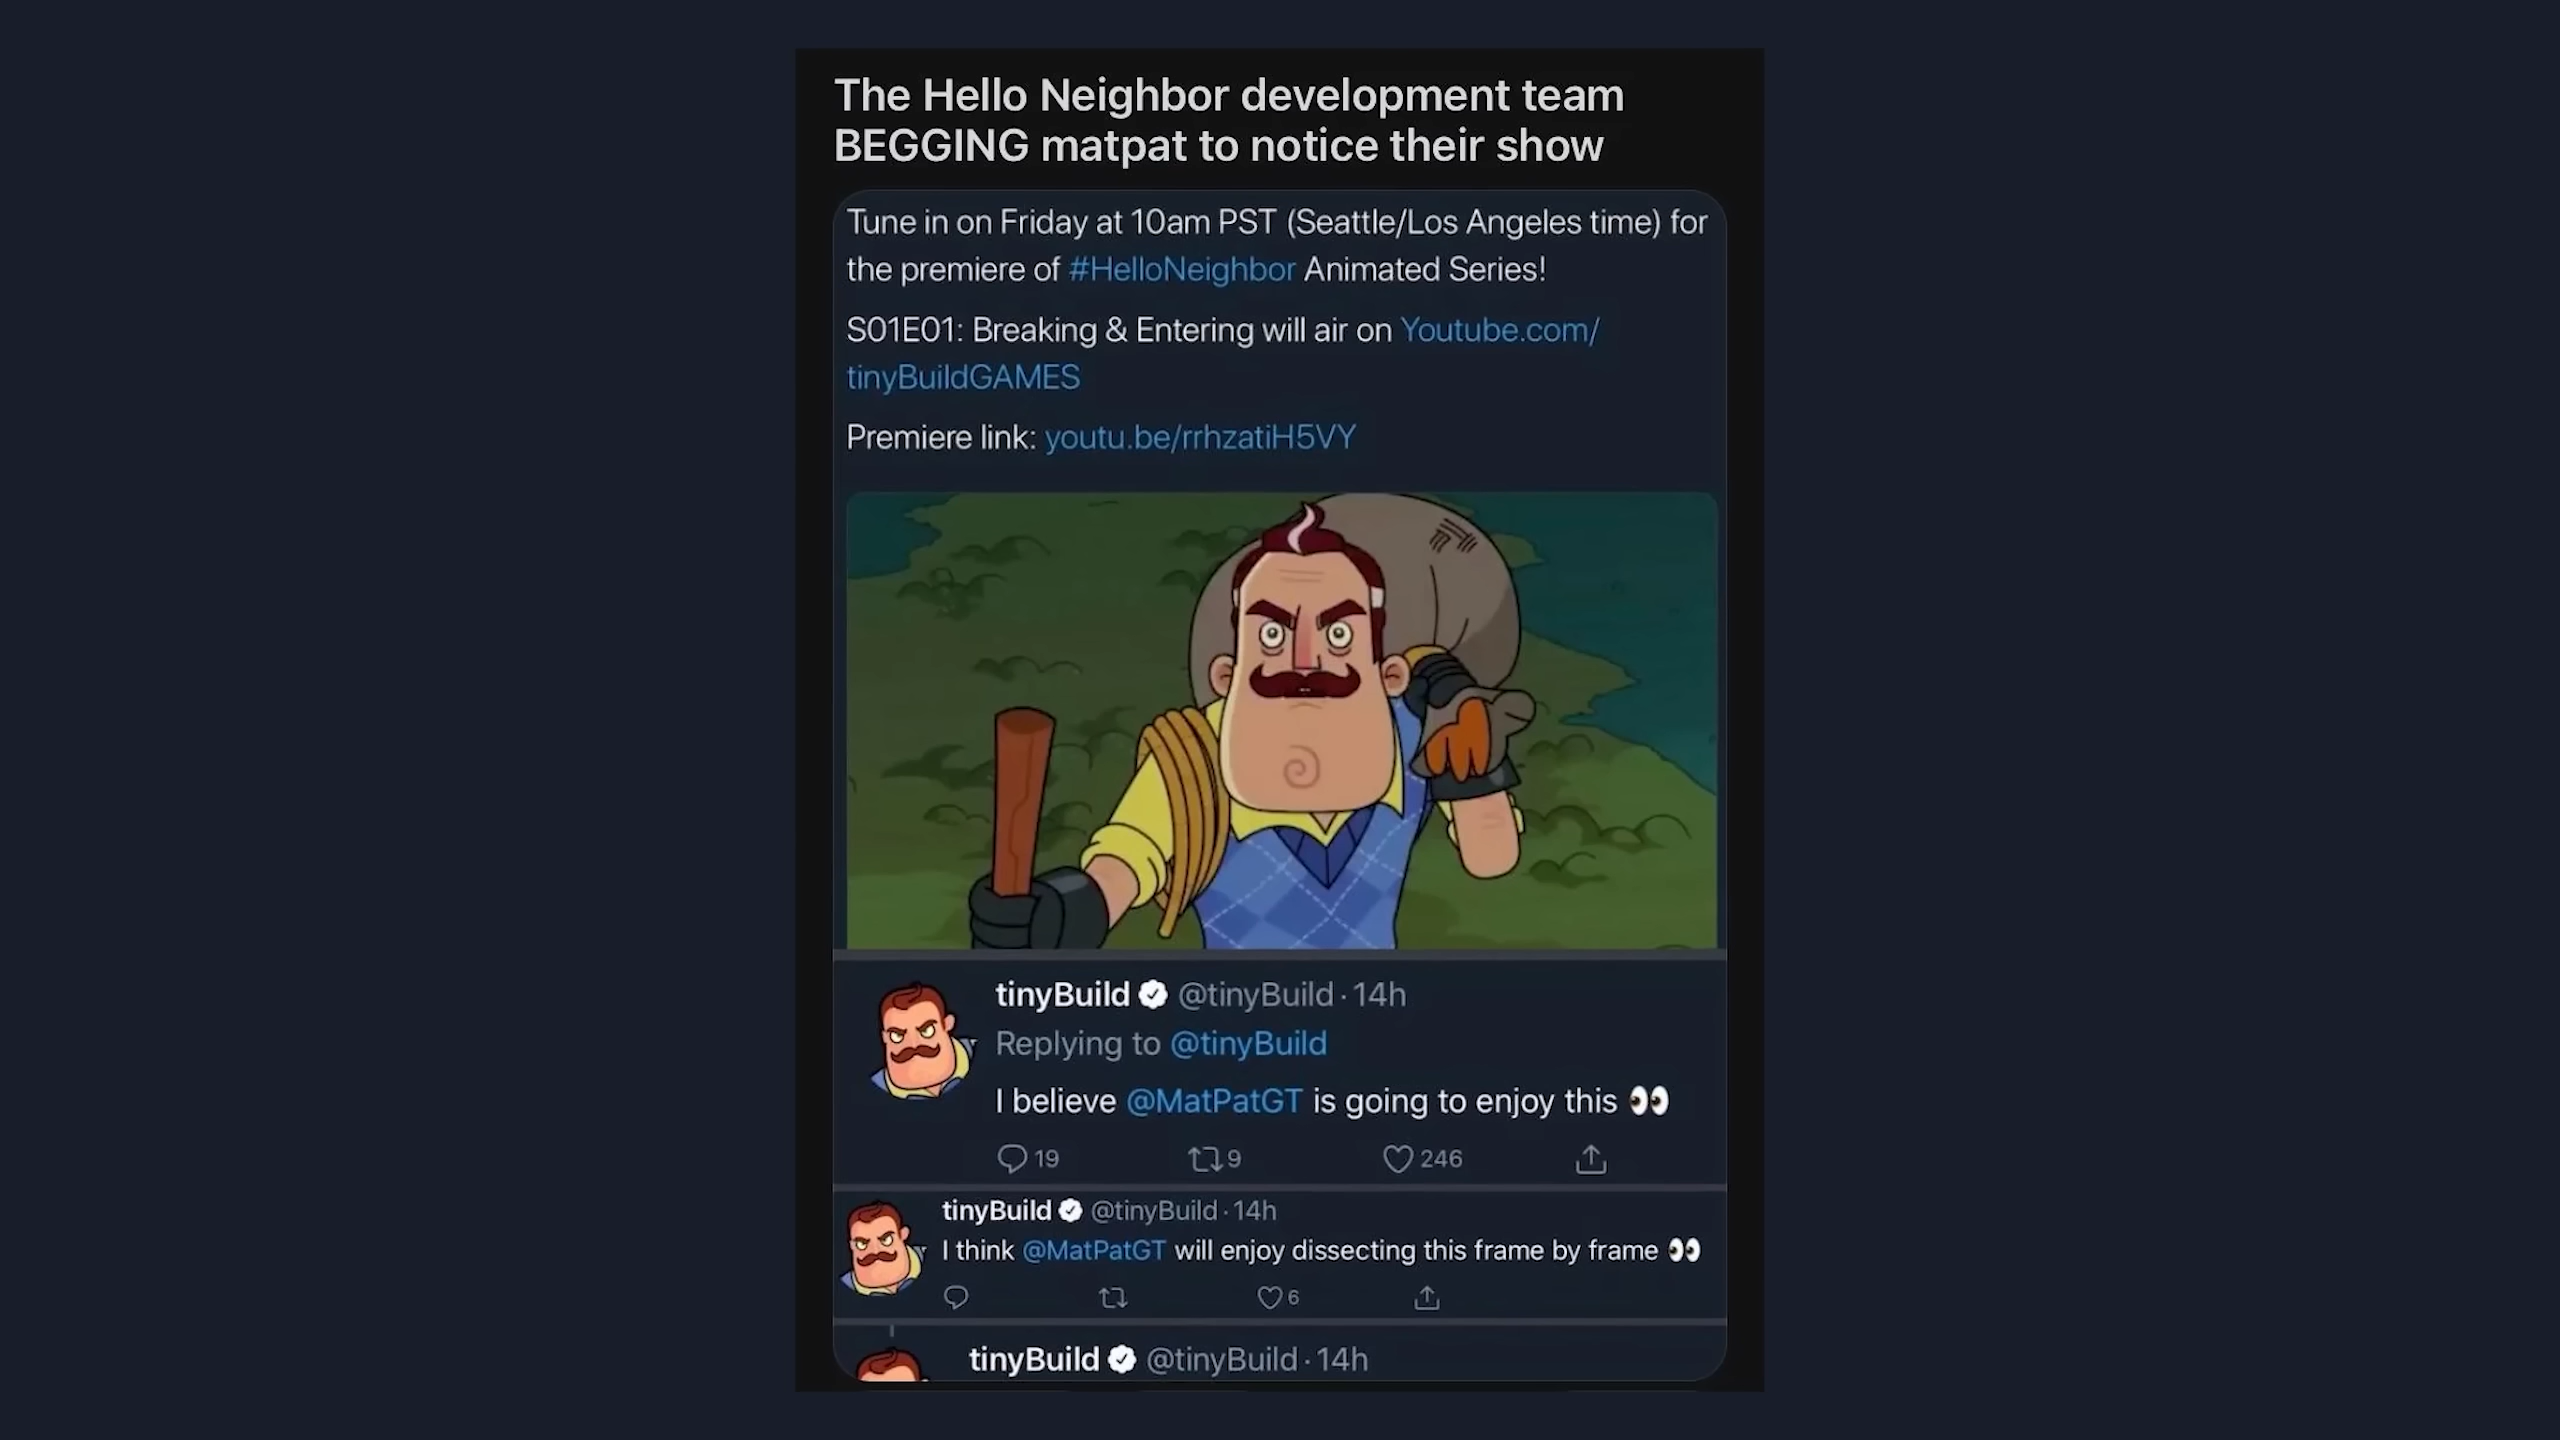 The Hello Neighbor development team
BEGGING matpat to notice their show
Tune in on Friday at 10am PST (Seattle/Los Angeles time) for
the premiere of #HelloNeighbor Animated Series!
S01E01: Breaking & Entering will air on Youtube.com/
tinyBuildGAMES
Premiere link: youtu.be/rrhzatiH5VY
tinyBuild @tinyBuild · 14h
Replying to @tinyBuild
I believe @MatPatGT is going to enjoy this 👀
19 9 246
tinyBuild @tinyBuild · 14h
I think @MatPatGT will enjoy dissecting this frame by frame 👀
6
tinyBuild @tinyBuild · 14h